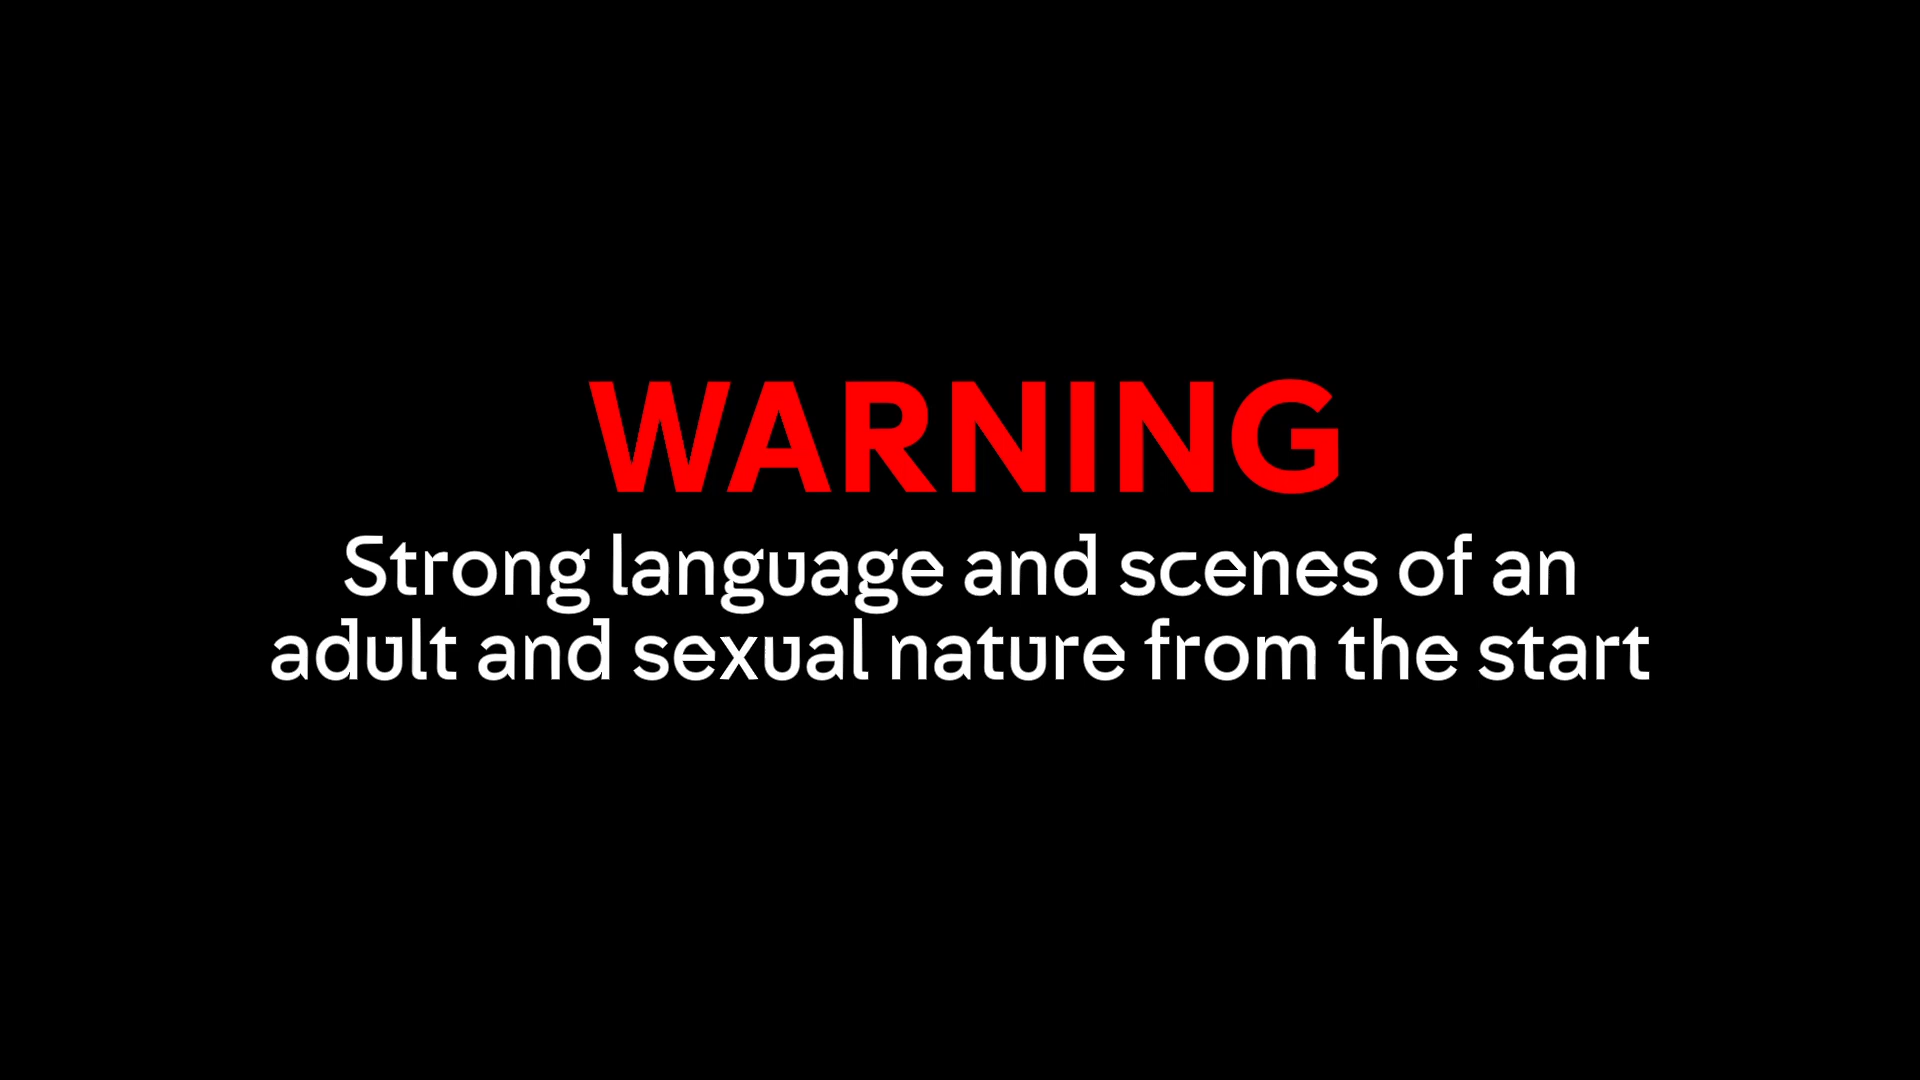 WARNING
Strong language and scenes of an
adult and sexual nature from the start